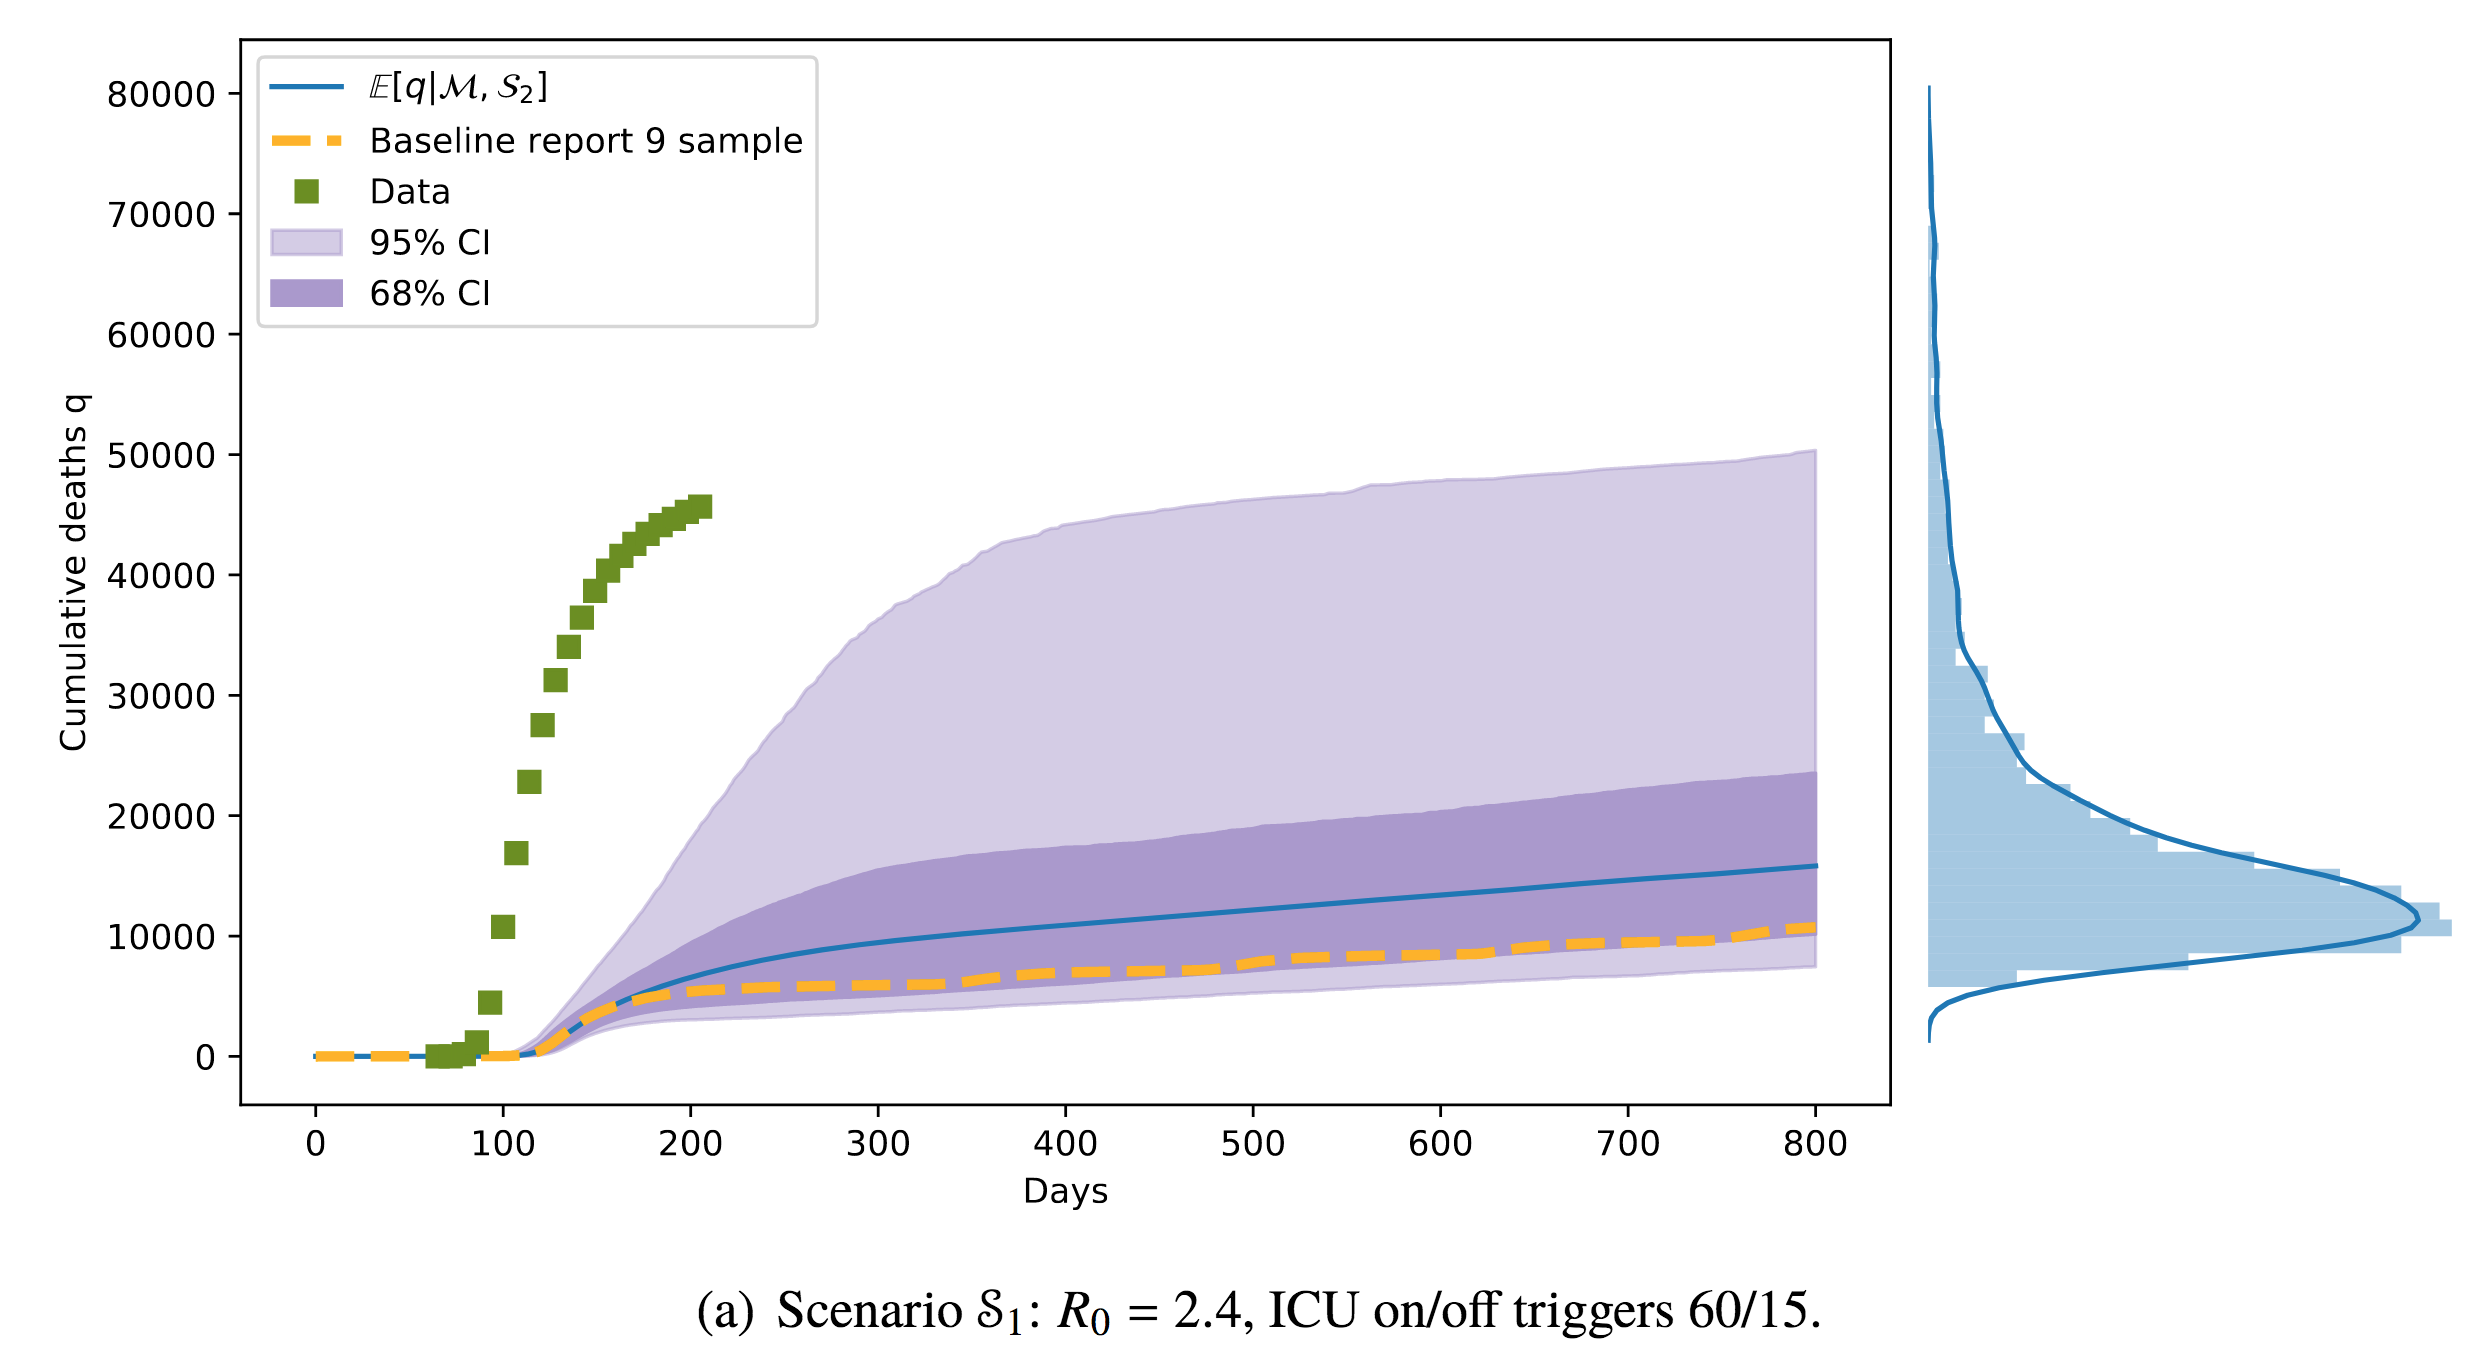 𝔼[q|ℳ, 𝒮₂]
Baseline report 9 sample
Data
95% CI
68% CI
Cumulative deaths q
80000
70000
60000
50000
40000
30000
20000
10000
0
0 100 200 300 400 500 600 700 800
Days
(a) Scenario 𝒮₁: R₀ = 2.4, ICU on/off triggers 60/15.